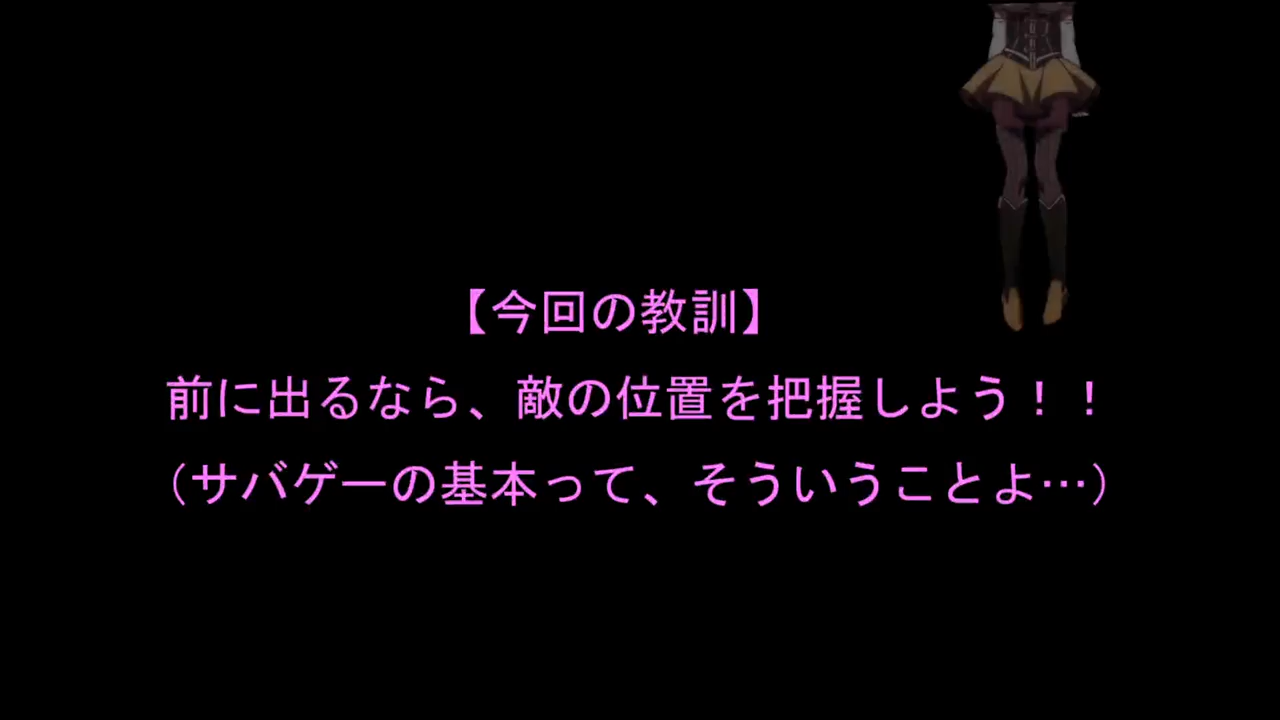 【今回の教訓】
前に出るなら、敵の位置を把握しよう！！
（サバゲーの基本って、そういうことよ…）